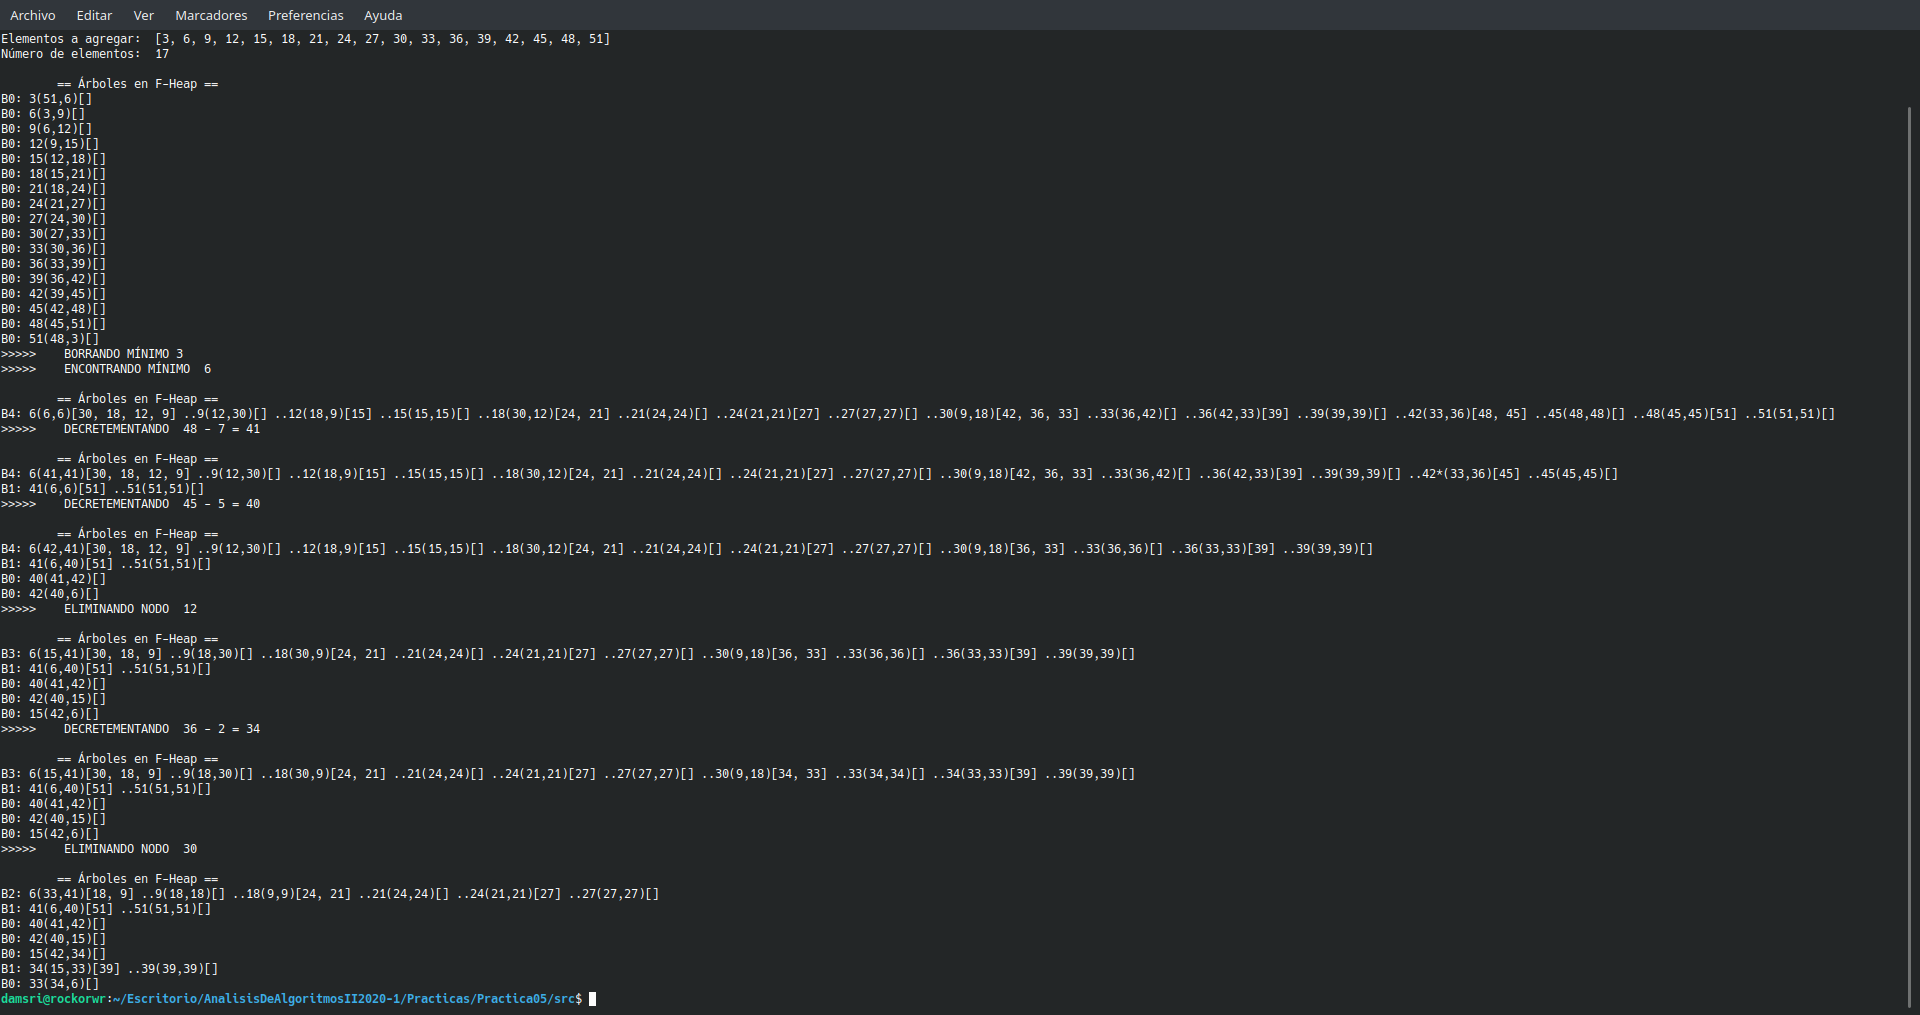 Archivo Editar Ver Marcadores Preferencias Ayuda
Elementos a agregar:  [3, 6, 9, 12, 15, 18, 21, 24, 27, 30, 33, 36, 39, 42, 45, 48, 51]
Número de elementos:  17
== Árboles en F-Heap ==
B0: 3(51,6)[]
B0: 6(3,9)[]
B0: 9(6,12)[]
B0: 12(9,15)[]
B0: 15(12,18)[]
B0: 18(15,21)[]
B0: 21(18,24)[]
B0: 24(21,27)[]
B0: 27(24,30)[]
B0: 30(27,33)[]
B0: 33(30,36)[]
B0: 36(33,39)[]
B0: 39(36,42)[]
B0: 42(39,45)[]
B0: 45(42,48)[]
B0: 48(45,51)[]
B0: 51(48,3)[]
>>>>>    BORRANDO MÍNIMO 3
>>>>>    ENCONTRANDO MÍNIMO  6
== Árboles en F-Heap ==
B4: 6(6,6)[30, 18, 12, 9] ..9(12,30)[] ..12(18,9)[15] ..15(15,15)[] ..18(30,12)[24, 21] ..21(24,24)[] ..24(21,21)[27] ..27(27,27)[] ..30(9,18)[42, 36, 33] ..33(36,42)[] ..36(42,33)[39] ..39(39,39)[] ..42(33,36)[48, 45] ..45(48,48)[] ..48(45,45)[51] ..51(51,51)[]
>>>>>    DECRETEMENTANDO  48 - 7 = 41
== Árboles en F-Heap ==
B4: 6(41,41)[30, 18, 12, 9] ..9(12,30)[] ..12(18,9)[15] ..15(15,15)[] ..18(30,12)[24, 21] ..21(24,24)[] ..24(21,21)[27] ..27(27,27)[] ..30(9,18)[42, 36, 33] ..33(36,42)[] ..36(42,33)[39] ..39(39,39)[] ..42*(33,36)[45] ..45(45,45)[]
B1: 41(6,6)[51] ..51(51,51)[]
>>>>>    DECRETEMENTANDO  45 - 5 = 40
== Árboles en F-Heap ==
B4: 6(42,41)[30, 18, 12, 9] ..9(12,30)[] ..12(18,9)[15] ..15(15,15)[] ..18(30,12)[24, 21] ..21(24,24)[] ..24(21,21)[27] ..27(27,27)[] ..30(9,18)[36, 33] ..33(36,36)[] ..36(33,33)[39] ..39(39,39)[]
B1: 41(6,40)[51] ..51(51,51)[]
B0: 40(41,42)[]
B0: 42(40,6)[]
>>>>>    ELIMINANDO NODO  12
== Árboles en F-Heap ==
B3: 6(15,41)[30, 18, 9] ..9(18,30)[] ..18(30,9)[24, 21] ..21(24,24)[] ..24(21,21)[27] ..27(27,27)[] ..30(9,18)[36, 33] ..33(36,36)[] ..36(33,33)[39] ..39(39,39)[]
B1: 41(6,40)[51] ..51(51,51)[]
B0: 40(41,42)[]
B0: 42(40,15)[]
B0: 15(42,6)[]
>>>>>    DECRETEMENTANDO  36 - 2 = 34
== Árboles en F-Heap ==
B3: 6(15,41)[30, 18, 9] ..9(18,30)[] ..18(30,9)[24, 21] ..21(24,24)[] ..24(21,21)[27] ..27(27,27)[] ..30(9,18)[34, 33] ..33(34,34)[] ..34(33,33)[39] ..39(39,39)[]
B1: 41(6,40)[51] ..51(51,51)[]
B0: 40(41,42)[]
B0: 42(40,15)[]
B0: 15(42,6)[]
>>>>>    ELIMINANDO NODO  30
== Árboles en F-Heap ==
B2: 6(33,41)[18, 9] ..9(18,18)[] ..18(9,9)[24, 21] ..21(24,24)[] ..24(21,21)[27] ..27(27,27)[]
B1: 41(6,40)[51] ..51(51,51)[]
B0: 40(41,42)[]
B0: 42(40,15)[]
B0: 15(42,34)[]
B1: 34(15,33)[39] ..39(39,39)[]
B0: 33(34,6)[]
damsri@rockorwr:~/Escritorio/AnalisisDeAlgoritmosII2020-1/Practicas/Practica05/src$